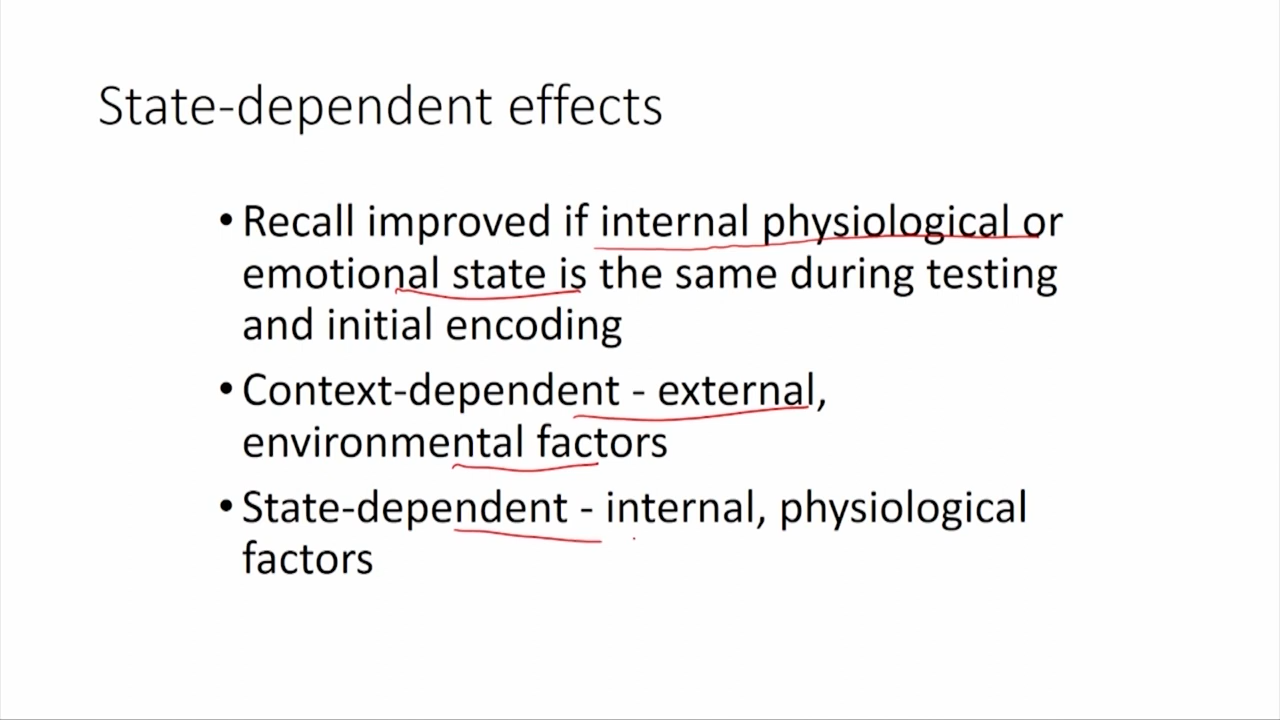 State-dependent effects
• Recall improved if internal physiological or
emotional state is the same during testing
and initial encoding
• Context-dependent - external,
environmental factors
• State-dependent - internal, physiological
factors